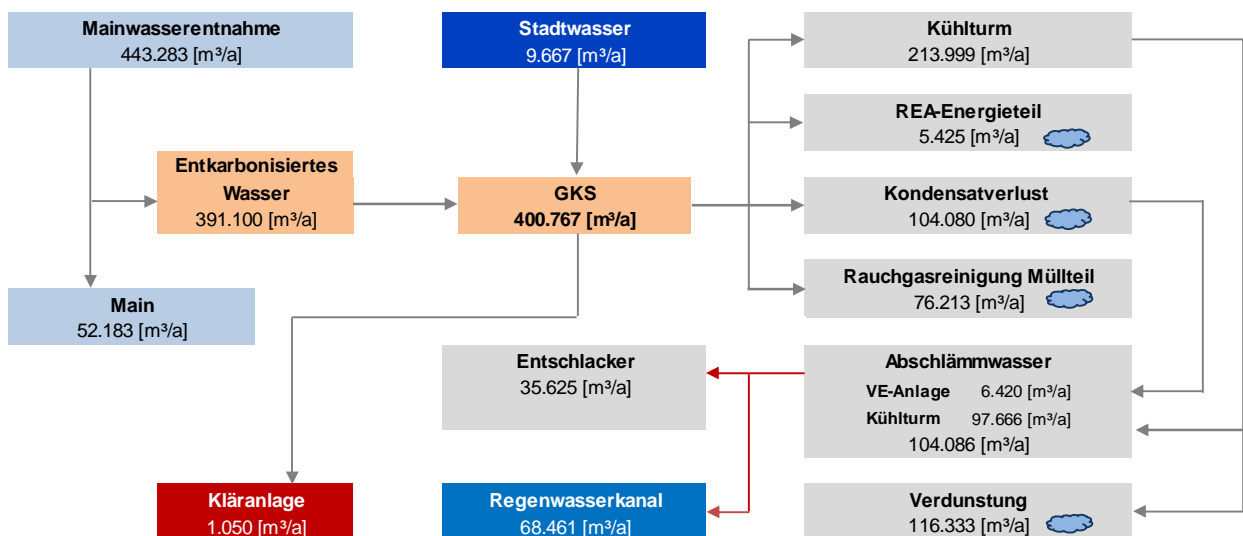 Mainwasserentnahme
443.283 [m³/a]
Stadtwasser
9.667 [m³/a]
Kühlturm
213.999 [m³/a]
REA-Energieteil
5.425 [m³/a]
Entkarbonisiertes
Wasser
391.100 [m³/a]
GKS
400.767 [m³/a]
Kondensatverlust
104.080 [m³/a]
Rauchgasreinigung Müllteil
76.213 [m³/a]
Main
52.183 [m³/a]
Entschlacker
35.625 [m³/a]
Abschlämmwasser
VE-Anlage 6.420 [m³/a]
Kühlturm 97.666 [m³/a]
104.086 [m³/a]
Kläranlage
1.050 [m³/a]
Regenwasserkanal
68.461 [m³/a]
Verdunstung
116.333 [m³/a]